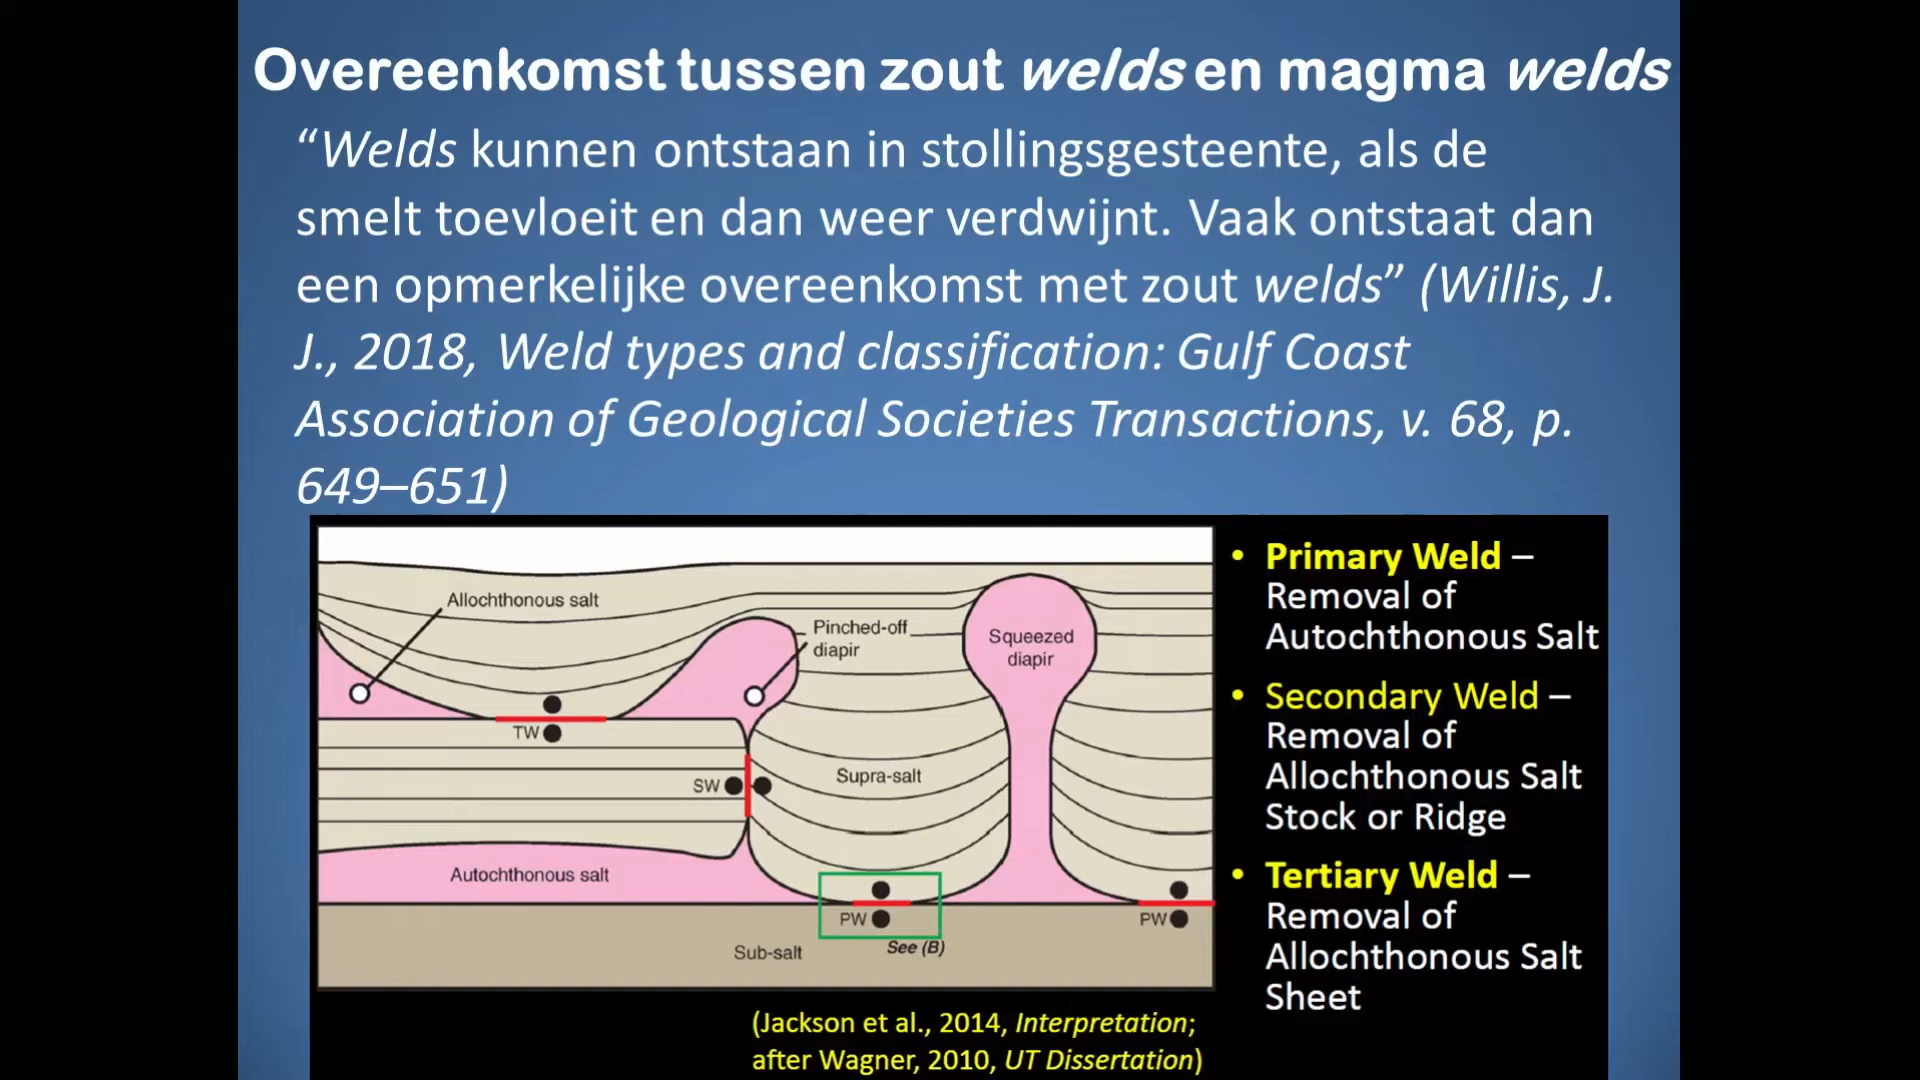 Overeenkomst tussen zout welds en magma welds
“Welds kunnen ontstaan in stollingsgesteente, als de
smelt toevloeit en dan weer verdwijnt. Vaak ontstaat dan
een opmerkelijke overeenkomst met zout welds” (Willis, J.
J., 2018, Weld types and classification: Gulf Coast
Association of Geological Societies Transactions, v. 68, p.
649–651)
Allochthonous salt
Pinched-off
diapir
Squeezed
diapir
TW
SW
Supra-salt
Autochthonous salt
PW
See (B)
PW
Sub-salt
• Primary Weld –
Removal of
Autochthonous Salt
• Secondary Weld –
Removal of
Allochthonous Salt
Stock or Ridge
• Tertiary Weld –
Removal of
Allochthonous Salt
Sheet
(Jackson et al., 2014, Interpretation;
after Wagner, 2010, UT Dissertation)